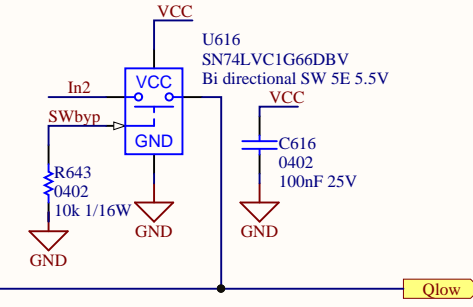 VCC
U616
SN74LVC1G66DBV
Bi directional SW 5E 5.5V
VCC
In2
VCC
SWbyp
GND
C616
0402
100nF 25V
R643
0402
10k 1/16W
GND
GND
GND
Qlow